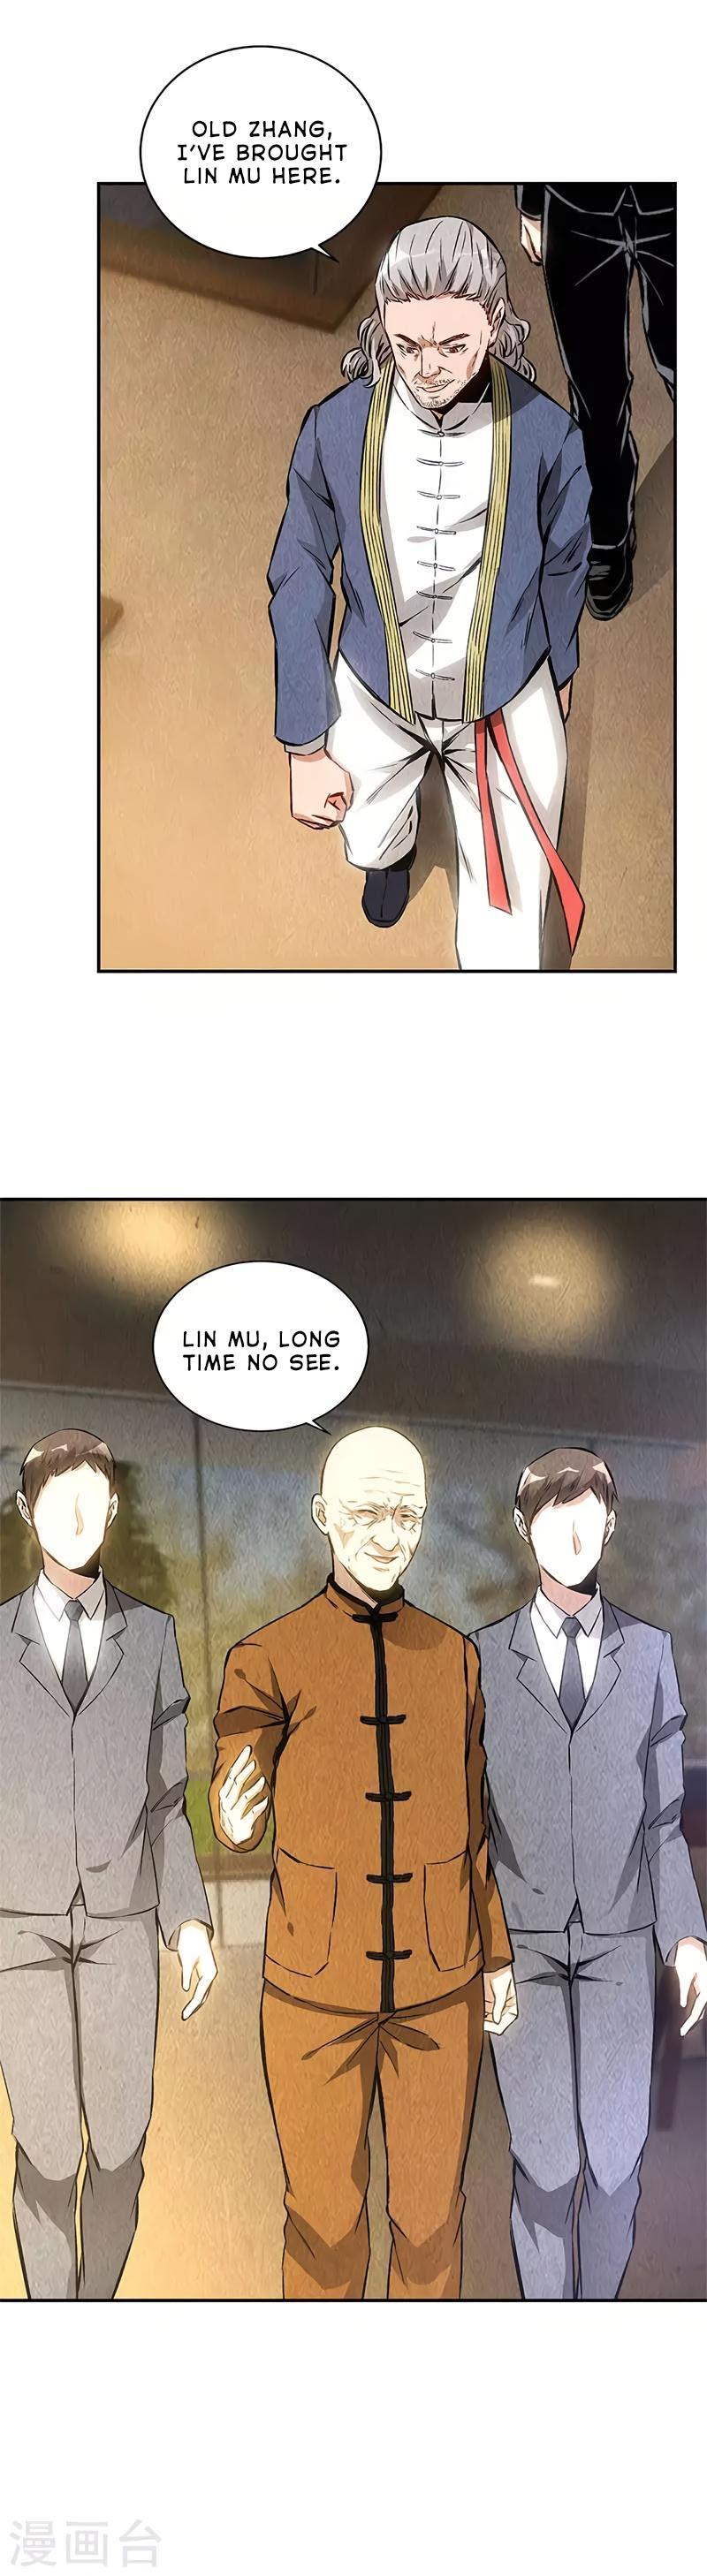 OLD ZHANG,
I'VE BROUGHT
LIN MU HERE.
LIN MU, LONG
TIME NO SEE.
漫画台